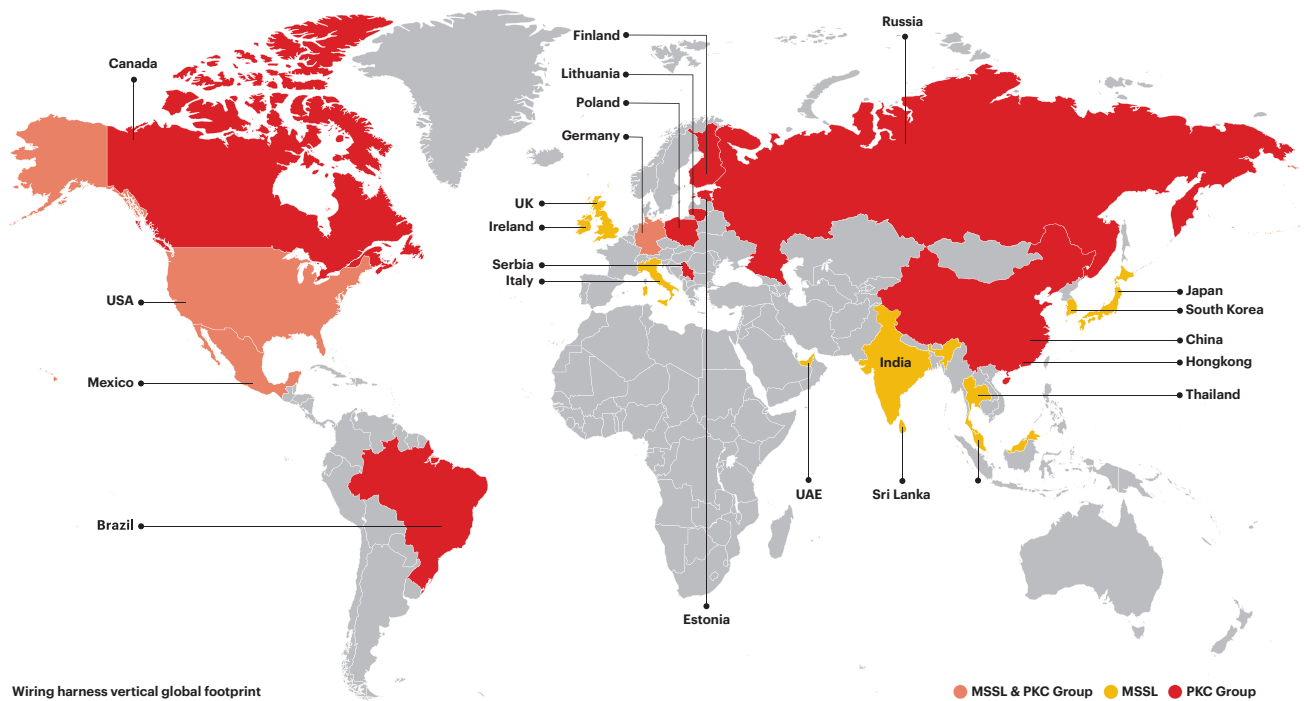 Russia
Finland
Canada
Lithuania
Poland
Germany
UK
Ireland
Serbia
Italy
USA
Japan
South Korea
China
Hongkong
India
Mexico
Thailand
UAE
Sri Lanka
Brazil
Estonia
Wiring harness vertical global footprint
MSSL & PKC Group
MSSL
PKC Group